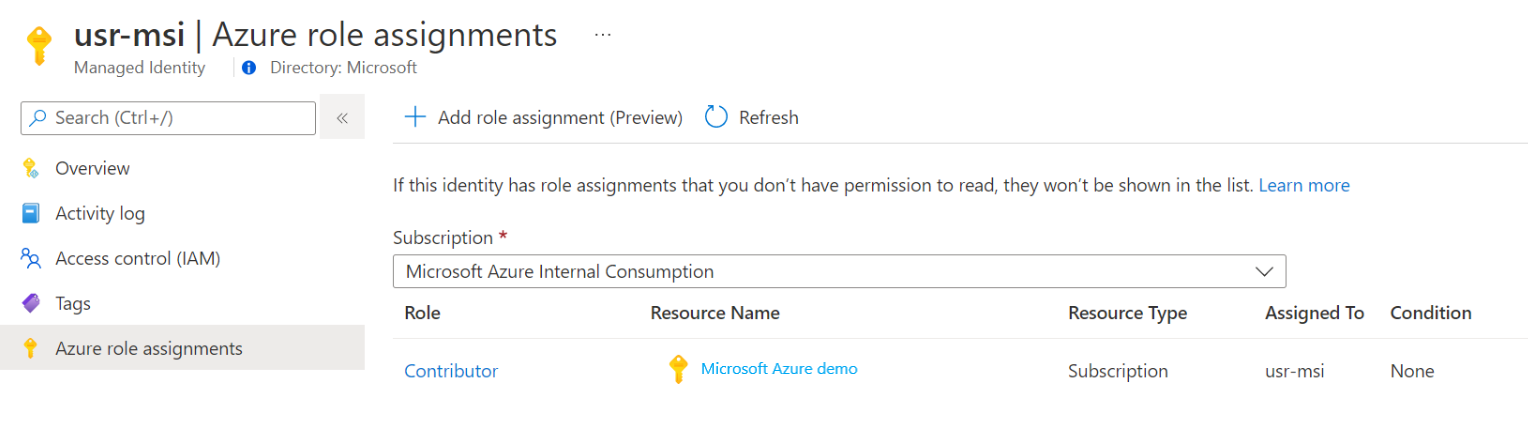 usr-msi | Azure role assignments ...
Managed Identity Directory: Microsoft
Search (Ctrl+/) «
Overview
Activity log
Access control (IAM)
Tags
Azure role assignments
Add role assignment (Preview) Refresh
If this identity has role assignments that you don’t have permission to read, they won’t be shown in the list. Learn more
Subscription *
Microsoft Azure Internal Consumption
Role Resource Name Resource Type Assigned To Condition
Contributor Microsoft Azure demo Subscription usr-msi None